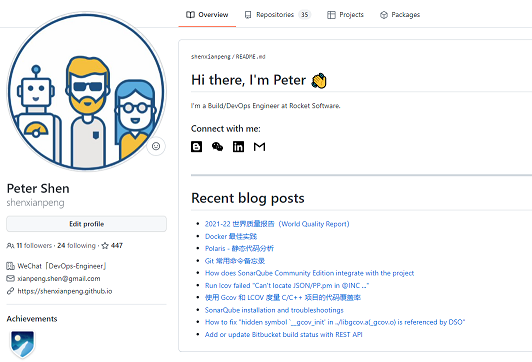 Overview
Repositories 35
Projects
Packages
shenxianpeng / README.md
Hi there, I'm Peter 👋
I'm a Build/DevOps Engineer at Rocket Software.
Connect with me:
Recent blog posts
2021-22 世界质量报告（World Quality Report）
Docker 最佳实践
Polaris - 静态代码分析
Git 常用命令备忘录
How does SonarQube Community Edition integrate with the project
Run lcov failed "Can't locate JSON/PP.pm in @INC ..."
使用 Gcov 和 LCOV 度量 C/C++ 项目的代码覆盖率
SonarQube installation and troubleshootings
How to fix "hidden symbol `__gcov_init' in ../libgcov.a(_gcov.o) is referenced by DSO"
Add or update Bitbucket build status with REST API
Peter Shen
shenxianpeng
Edit profile
11 followers · 24 following · 447
WeChat「DevOps-Engineer」
xianpeng.shen@gmail.com
https://shenxianpeng.github.io
Achievements